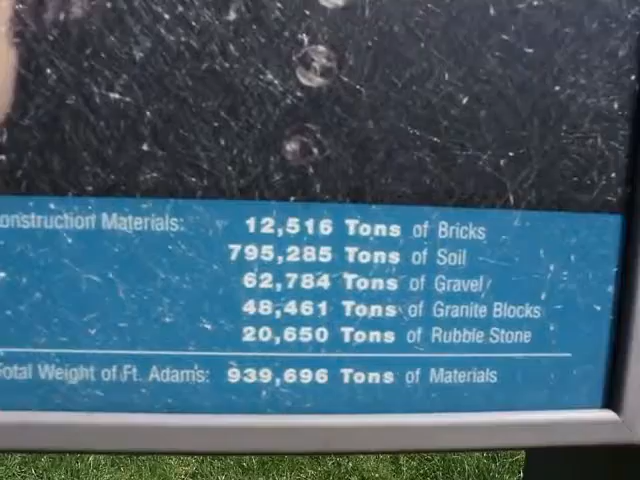 onstruction Materials: 12,516 Tons of Bricks
795,285 Tons of Soil
62,784 Tons of Gravel
48,461 Tons of Granite Blocks
20,650 Tons of Rubble Stone
otal Weight of Ft. Adams: 939,696 Tons of Materials